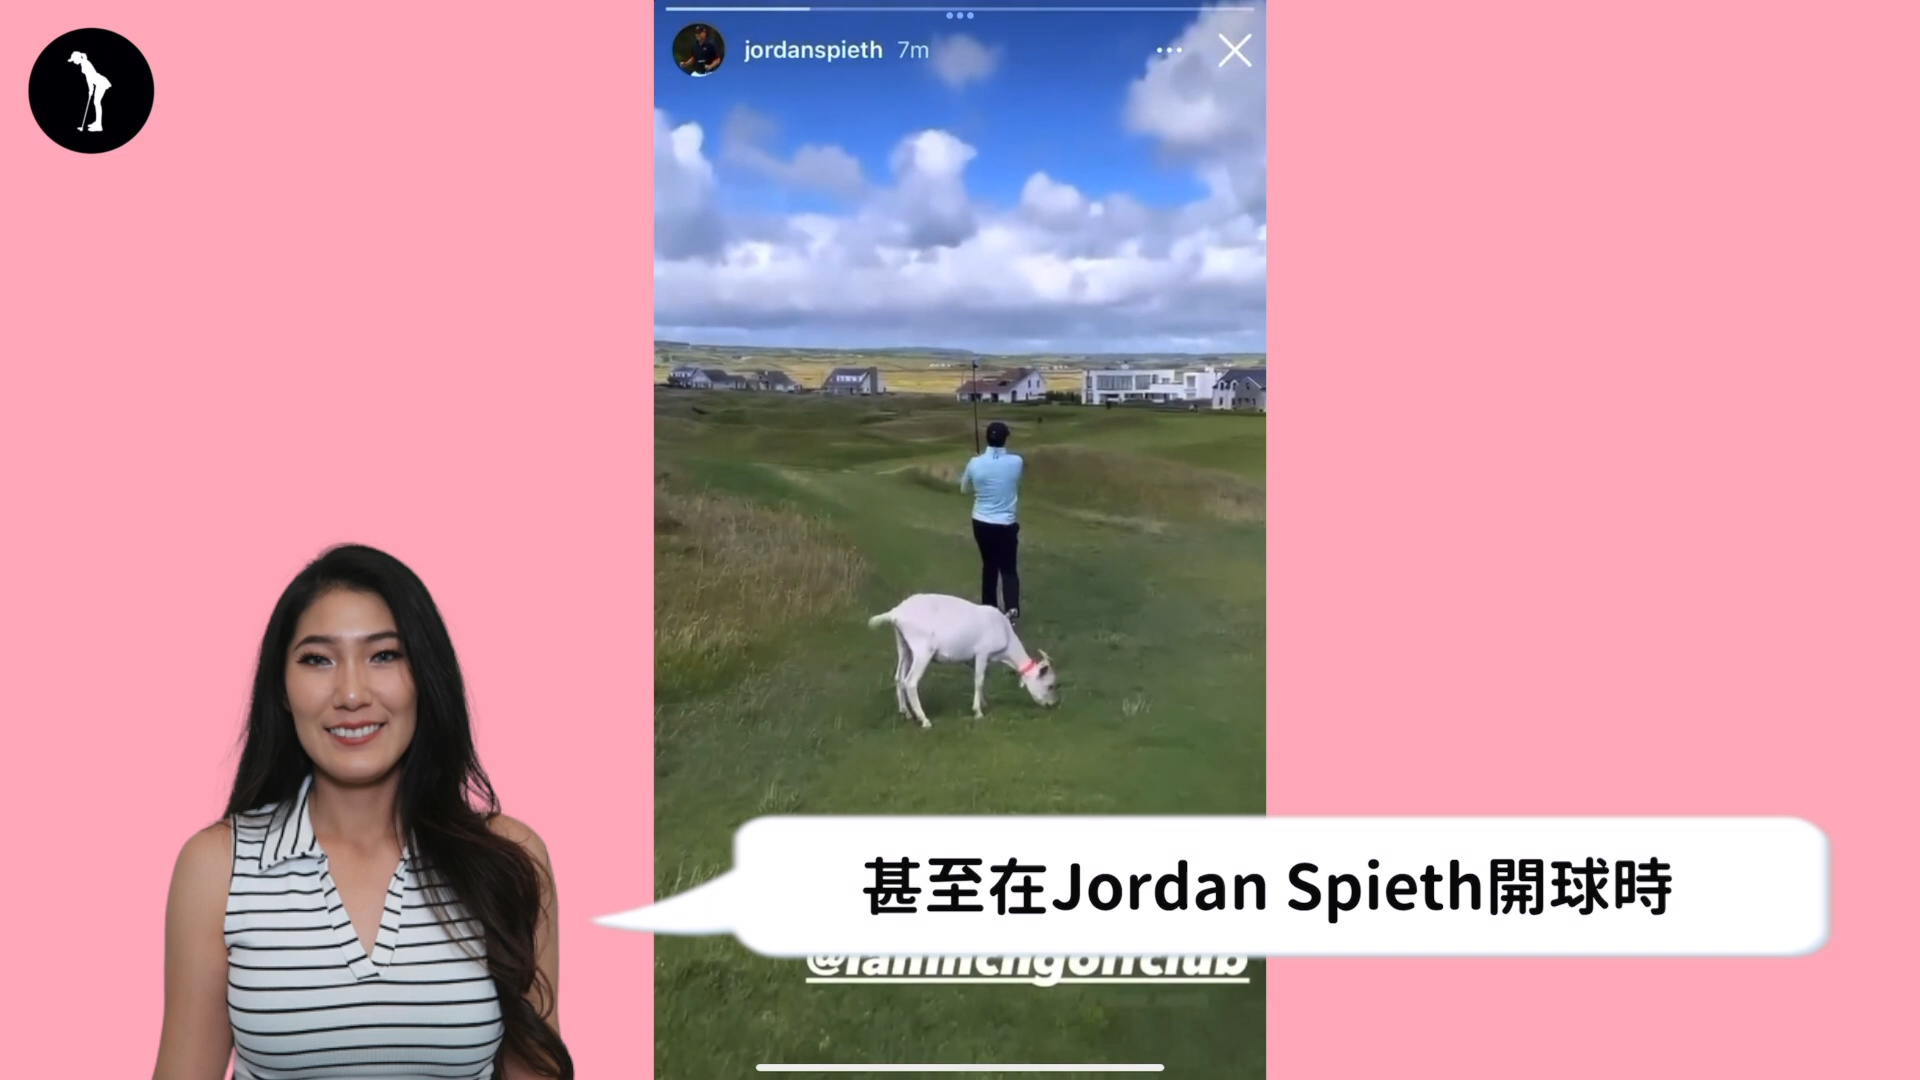 jordanspieth 7m
甚至在Jordan Spieth開球時
@lahinchgolfclub